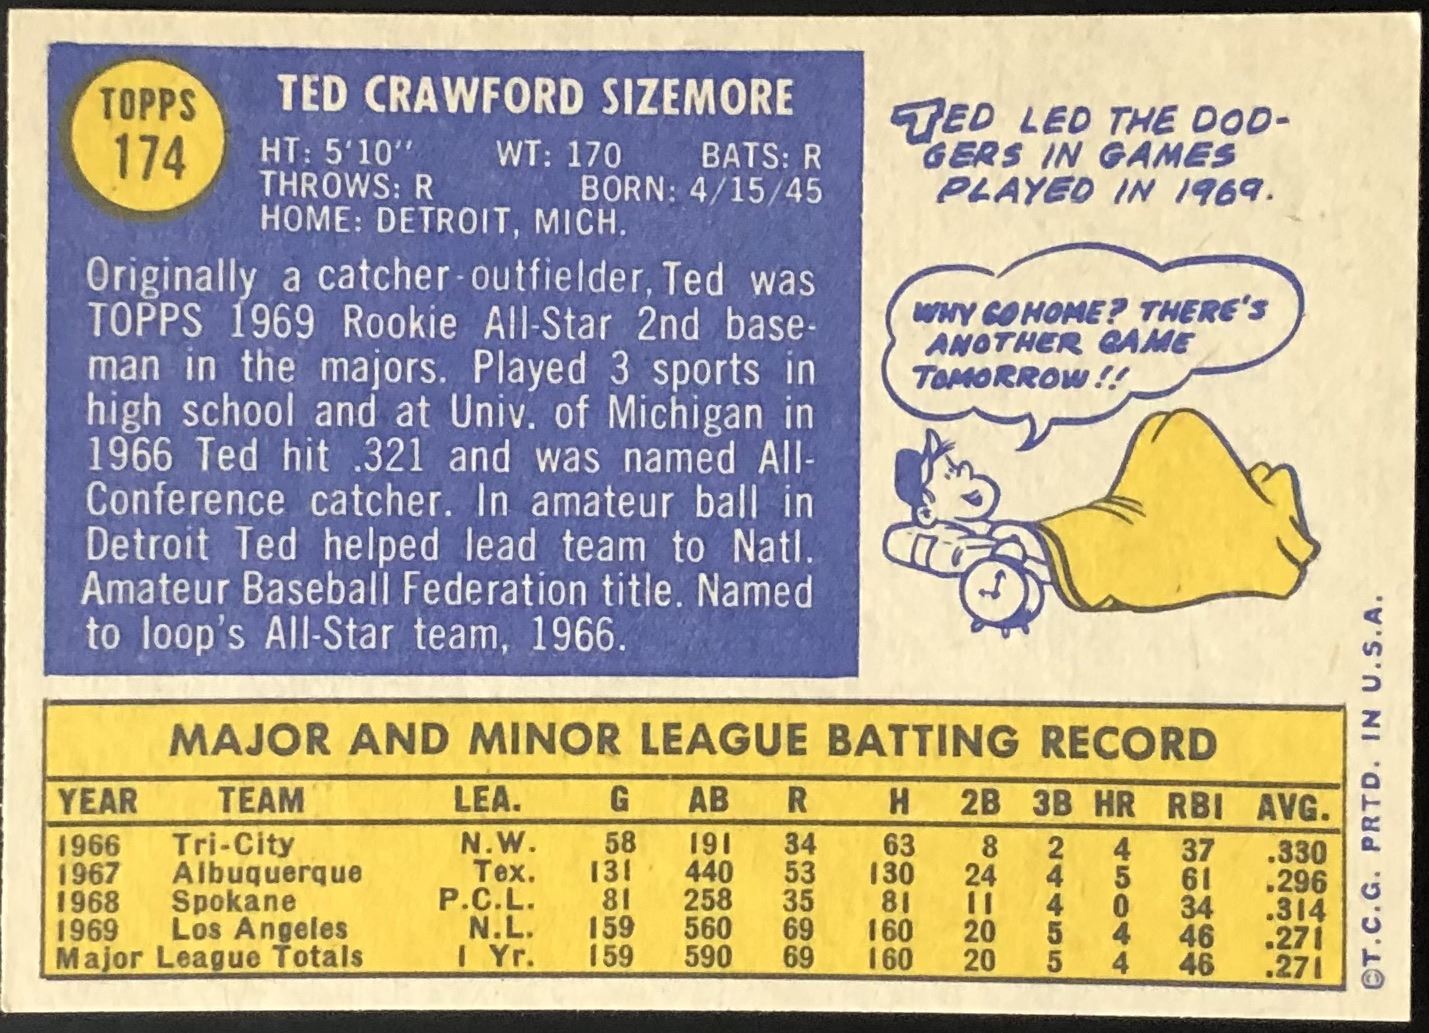 TOPPS
174
TED CRAWFORD SIZEMORE
HT: 5'10" WT: 170 BATS: R
THROWS: R BORN: 4/15/45
HOME: DETROIT, MICH.
Originally a catcher-outfielder, Ted was
TOPPS 1969 Rookie All-Star 2nd base-
man in the majors. Played 3 sports in
high school and at Univ. of Michigan in
1966 Ted hit .321 and was named All-
Conference catcher. In amateur ball in
Detroit Ted helped lead team to Natl.
Amateur Baseball Federation title. Named
to loop's All-Star team, 1966.
TED LED THE DOD-
GERS IN GAMES
PLAYED IN 1969.
WHY GO HOME? THERE'S
ANOTHER GAME
TOMORROW!!
MAJOR AND MINOR LEAGUE BATTING RECORD
YEAR TEAM LEA. G AB R H 2B 3B HR RBI AVG.
1966 Tri-City N.W. 58 191 34 63 8 2 4 37 .330
1967 Albuquerque Tex. 131 440 53 130 24 4 5 61 .296
1968 Spokane P.C.L. 81 258 35 81 11 4 0 34 .314
1969 Los Angeles N.L. 159 560 69 160 20 5 4 46 .271
Major League Totals 1 Yr. 159 590 69 160 20 5 4 46 .271
©T.C.G. PRTD. IN U.S.A.